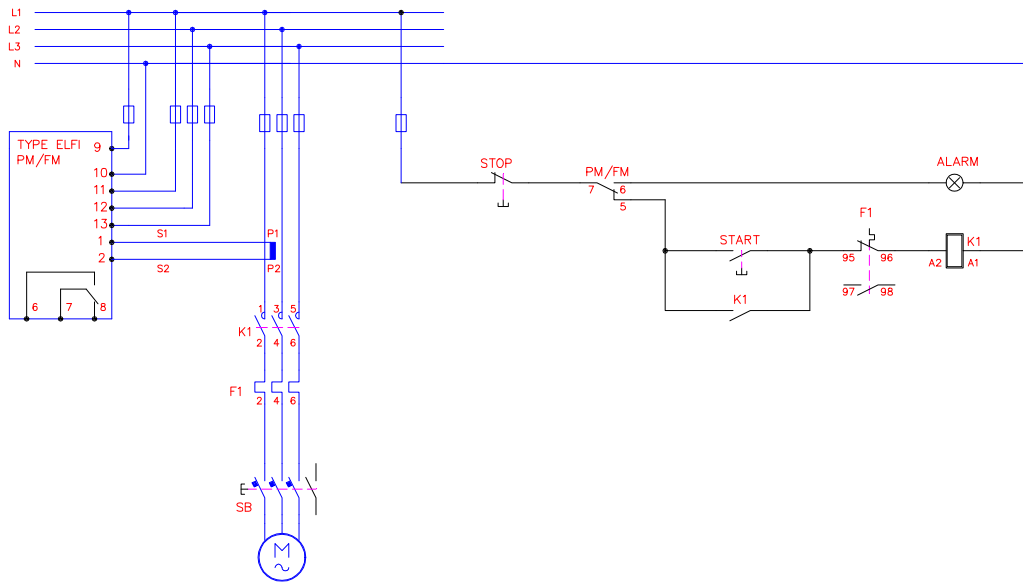 L1
L2
L3
N
TYPE ELFI
PM/FM
9
10
11
12
13
1
2
S1
S2
P1
P2
6
7
8
K1
1
3
5
2
4
6
F1
2
4
6
SB
M
STOP
PM/FM
7
6
5
ALARM
START
K1
F1
95
96
97
98
K1
A2
A1